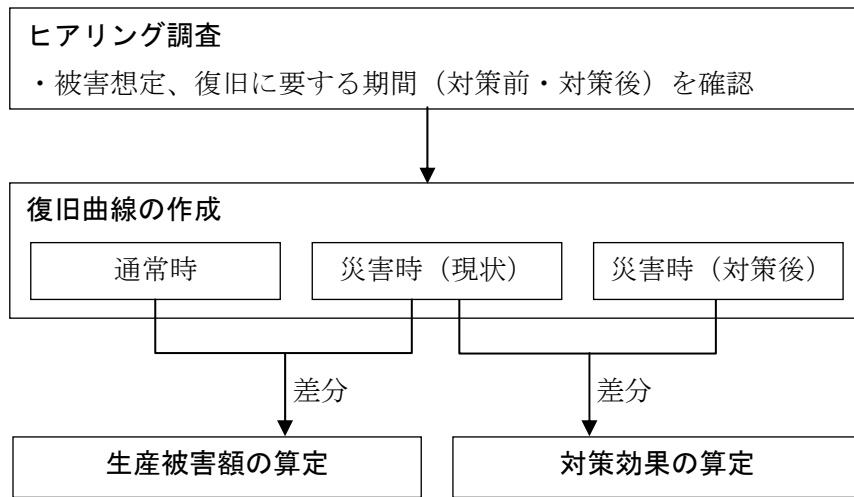 ヒアリング調査
・被害想定、復旧に要する期間（対策前・対策後）を確認
復旧曲線の作成
通常時
災害時（現状）
災害時（対策後）
差分
差分
生産被害額の算定
対策効果の算定